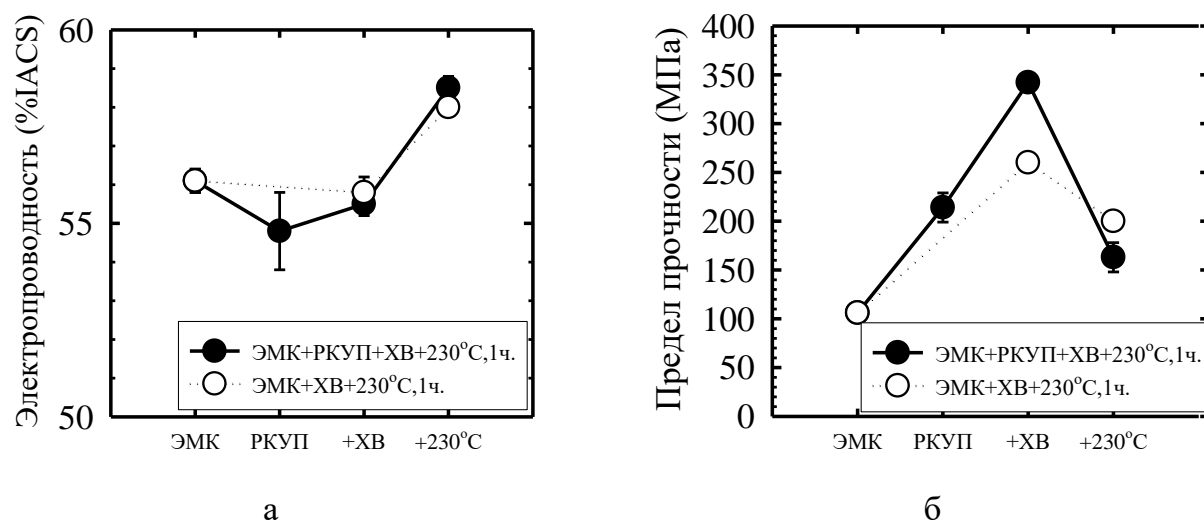 Электропроводность (%IACS)
60
55
50
ЭМК+РКУП+ХВ+230°С,1ч.
ЭМК+ХВ+230°С,1ч.
ЭМК РКУП +ХВ +230°С
а
Предел прочности (МПа)
400
350
300
250
200
150
100
50
0
ЭМК+РКУП+ХВ+230°С,1ч.
ЭМК+ХВ+230°С,1ч.
ЭМК РКУП +ХВ +230°С
б